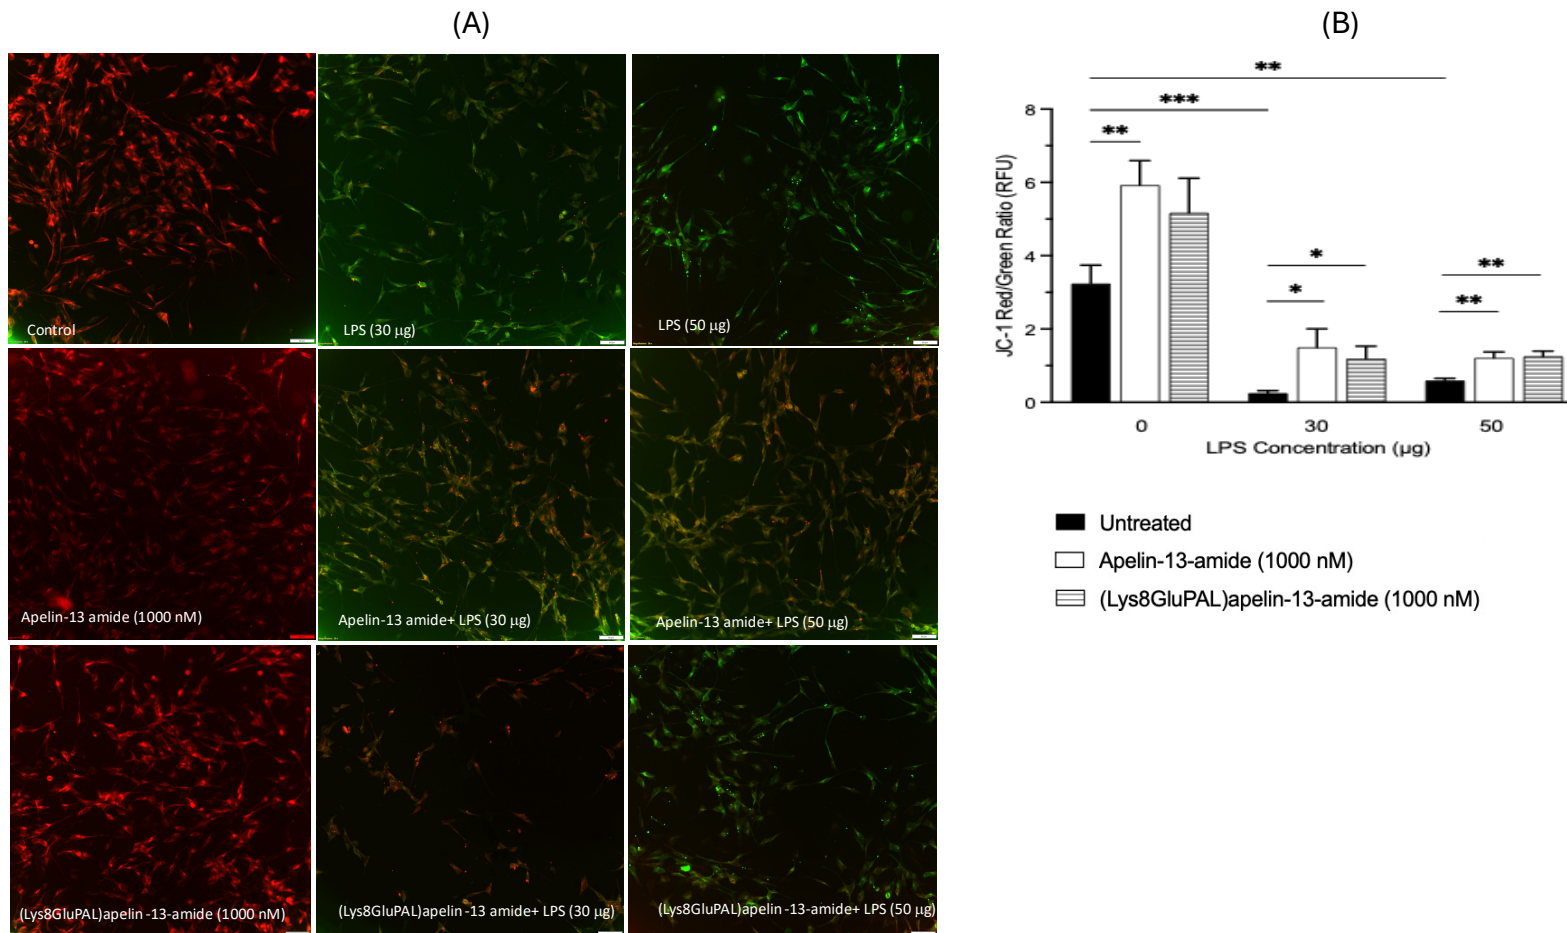 (A)
(B)
Control
LPS (30 µg)
LPS (50 µg)
Apelin-13 amide (1000 nM)
Apelin-13 amide+ LPS (30 µg)
Apelin-13 amide+ LPS (50 µg)
(Lys8GluPAL)apelin-13-amide (1000 nM)
(Lys8GluPAL)apelin-13 amide+ LPS (30 µg)
(Lys8GluPAL)apelin-13-amide+ LPS (50 µg)
**
***
**
*
*
**
**
JC-1 Red/Green Ratio (RFU)
8
6
4
2
0
0 30 50
LPS Concentration (µg)
Untreated
Apelin-13-amide (1000 nM)
(Lys8GluPAL)apelin-13-amide (1000 nM)